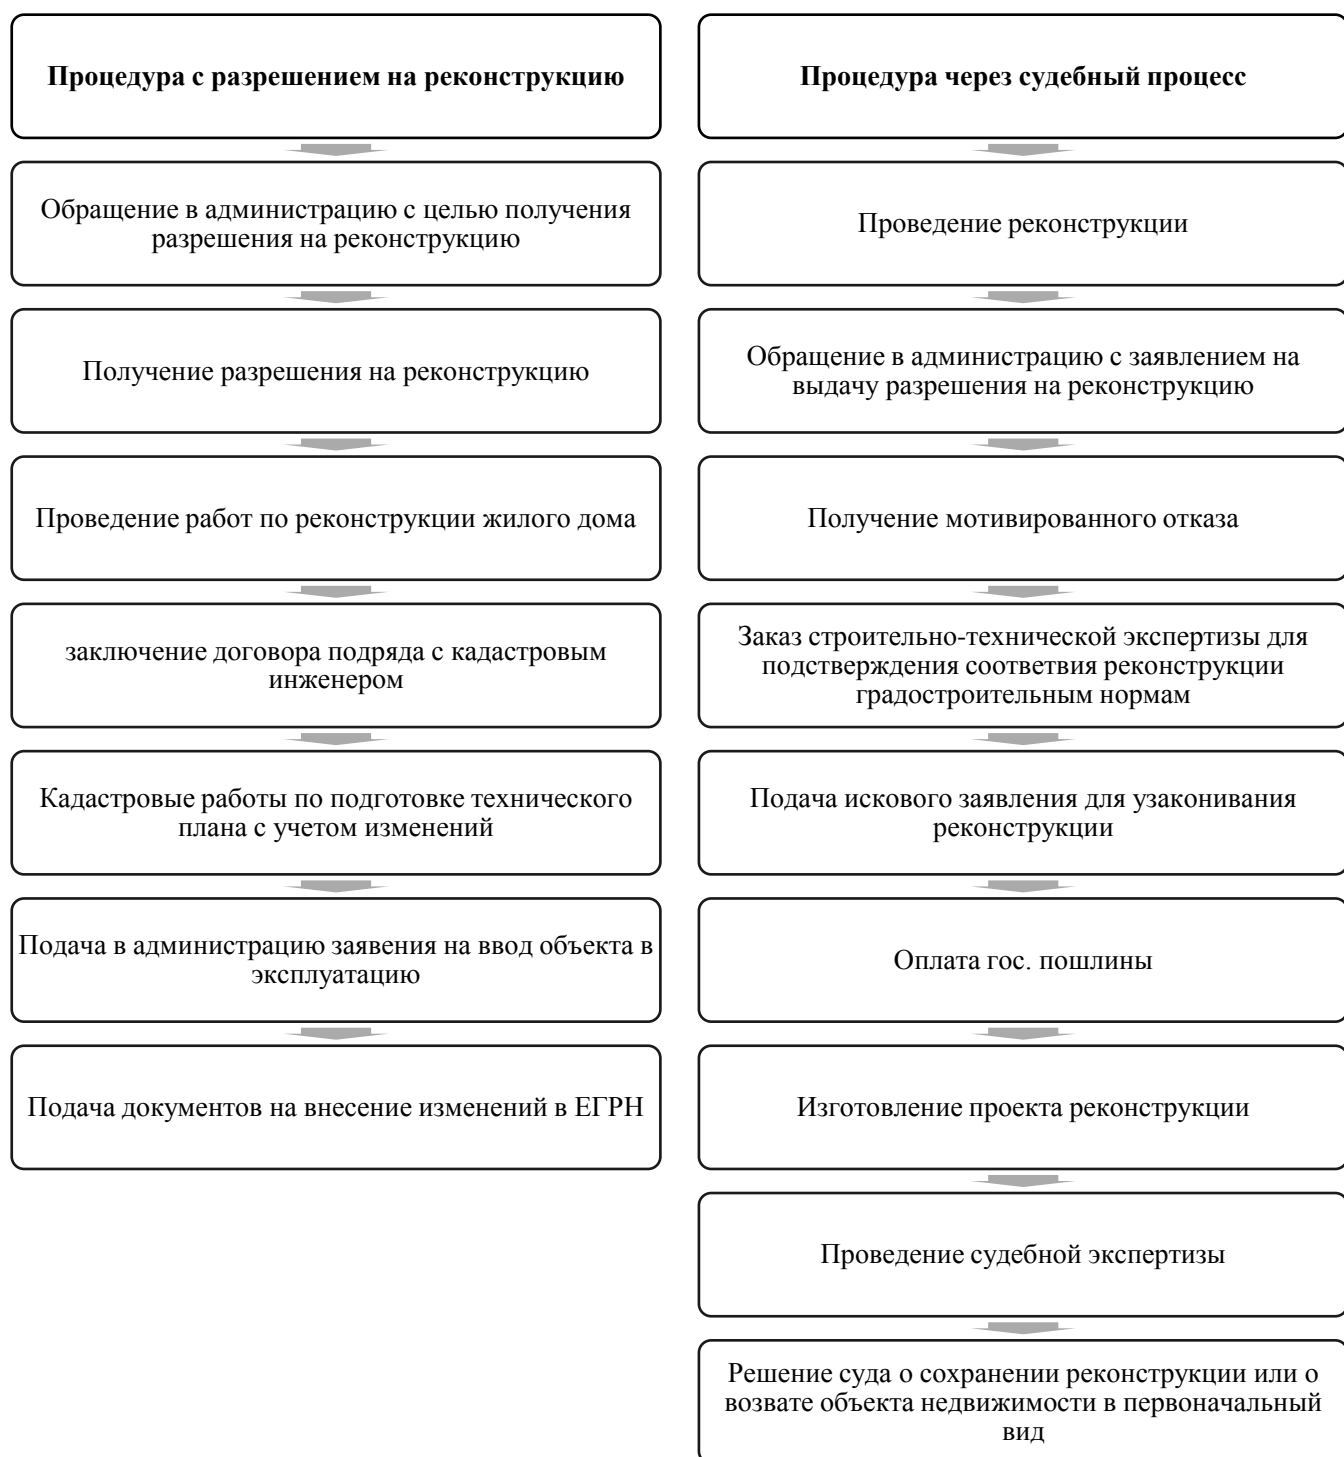 Процедура с разрешением на реконструкцию
Обращение в администрацию с целью получения
разрешения на реконструкцию
Получение разрешения на реконструкцию
Проведение работ по реконструкции жилого дома
заключение договора подряда с кадастровым
инженером
Кадастровые работы по подготовке технического
плана с учетом изменений
Подача в администрацию заявения на ввод объекта в
эксплуатацию
Подача документов на внесение изменений в ЕГРН
Процедура через судебный процесс
Проведение реконструкции
Обращение в администрацию с заявлением на
выдачу разрешения на реконструкцию
Получение мотивированного отказа
Заказ строительно-технической экспертизы для
подстверждения соответвия реконструкции
градостроительным нормам
Подача искового заявления для узаконивания
реконструкции
Оплата гос. пошлины
Изготовление проекта реконструкции
Проведение судебной экспертизы
Решение суда о сохранении реконструкции или о
возвате объекта недвижимости в первоначальный
вид